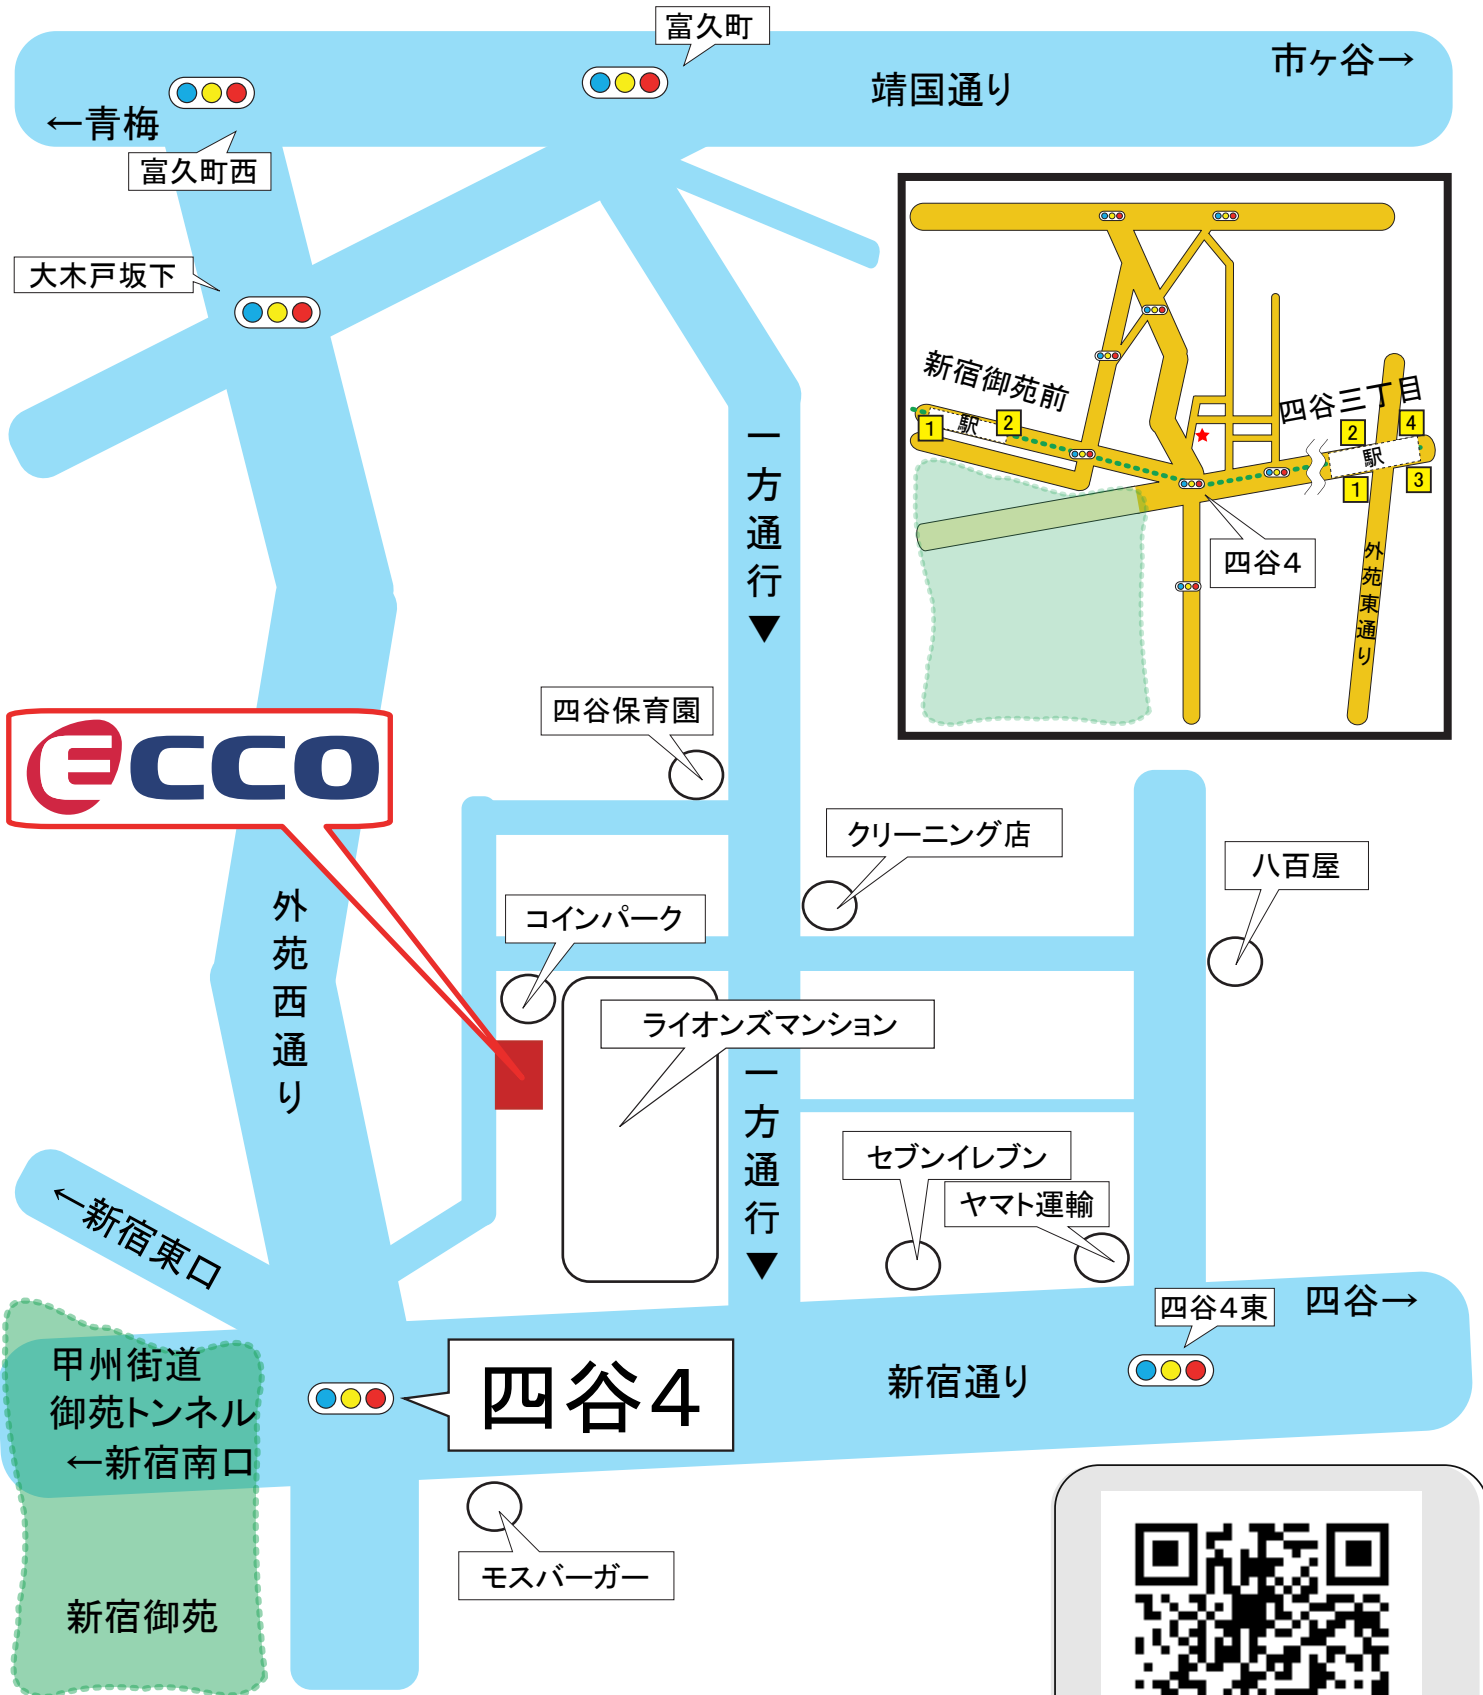 富久町
市ヶ谷→
靖国通り
←青梅
富久町西
大木戸坂下
新宿御苑前
駅
1
2
四谷三丁目
駅
2
4
1
3
四谷4
外苑東通り
一方通行▼
四谷保育園
ecco
クリーニング店
八百屋
外苑西通り
コインパーク
ライオンズマンション
一方通行▼
セブンイレブン
ヤマト運輸
←新宿東口
四谷4東
四谷→
甲州街道
御苑トンネル
←新宿南口
四谷4
新宿通り
モスバーガー
新宿御苑